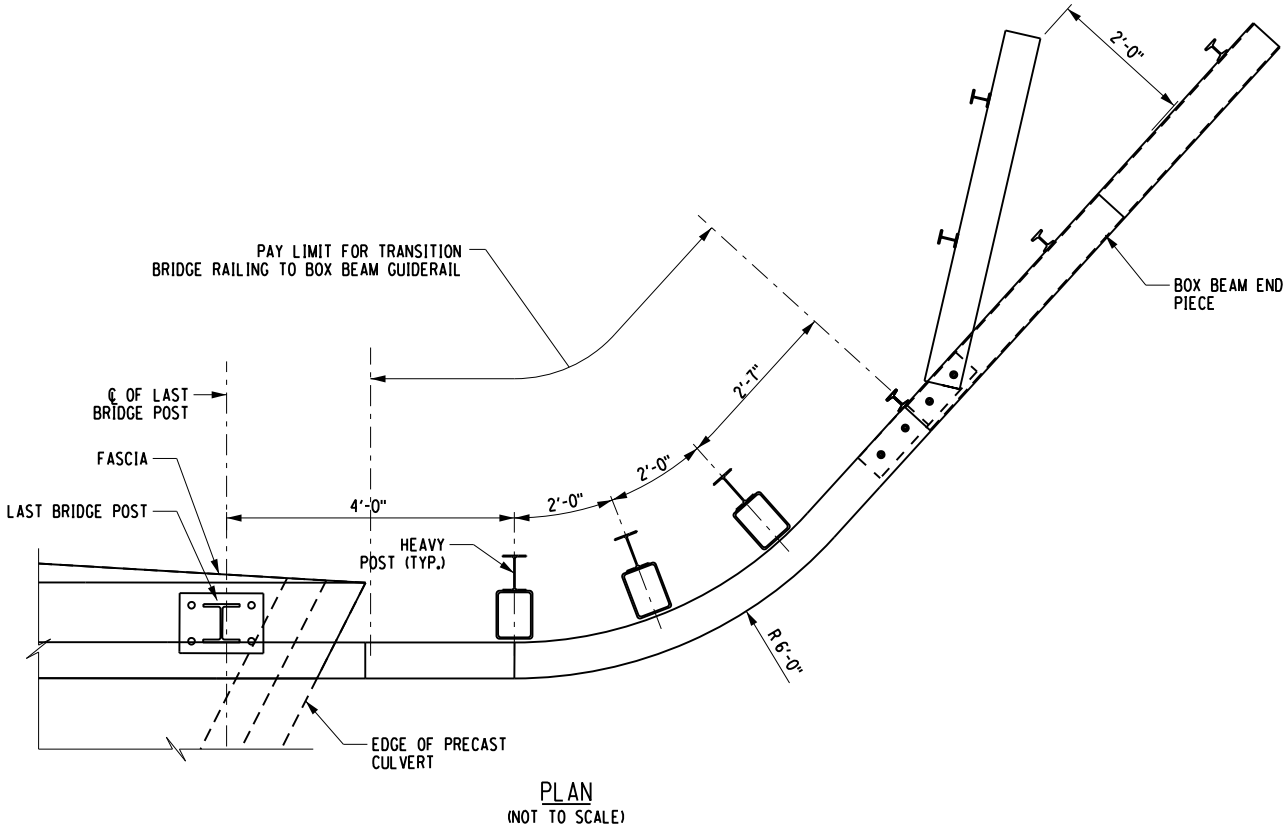 2'-0"
PAY LIMIT FOR TRANSITION
BRIDGE RAILING TO BOX BEAM GUIDERAIL
BOX BEAM END
PIECE
℄ OF LAST
BRIDGE POST
2'-7"
FASCIA
2'-0"
LAST BRIDGE POST
4'-0"
2'-0"
HEAVY
POST (TYP.)
R 6'-0"
EDGE OF PRECAST
CULVERT
PLAN
(NOT TO SCALE)